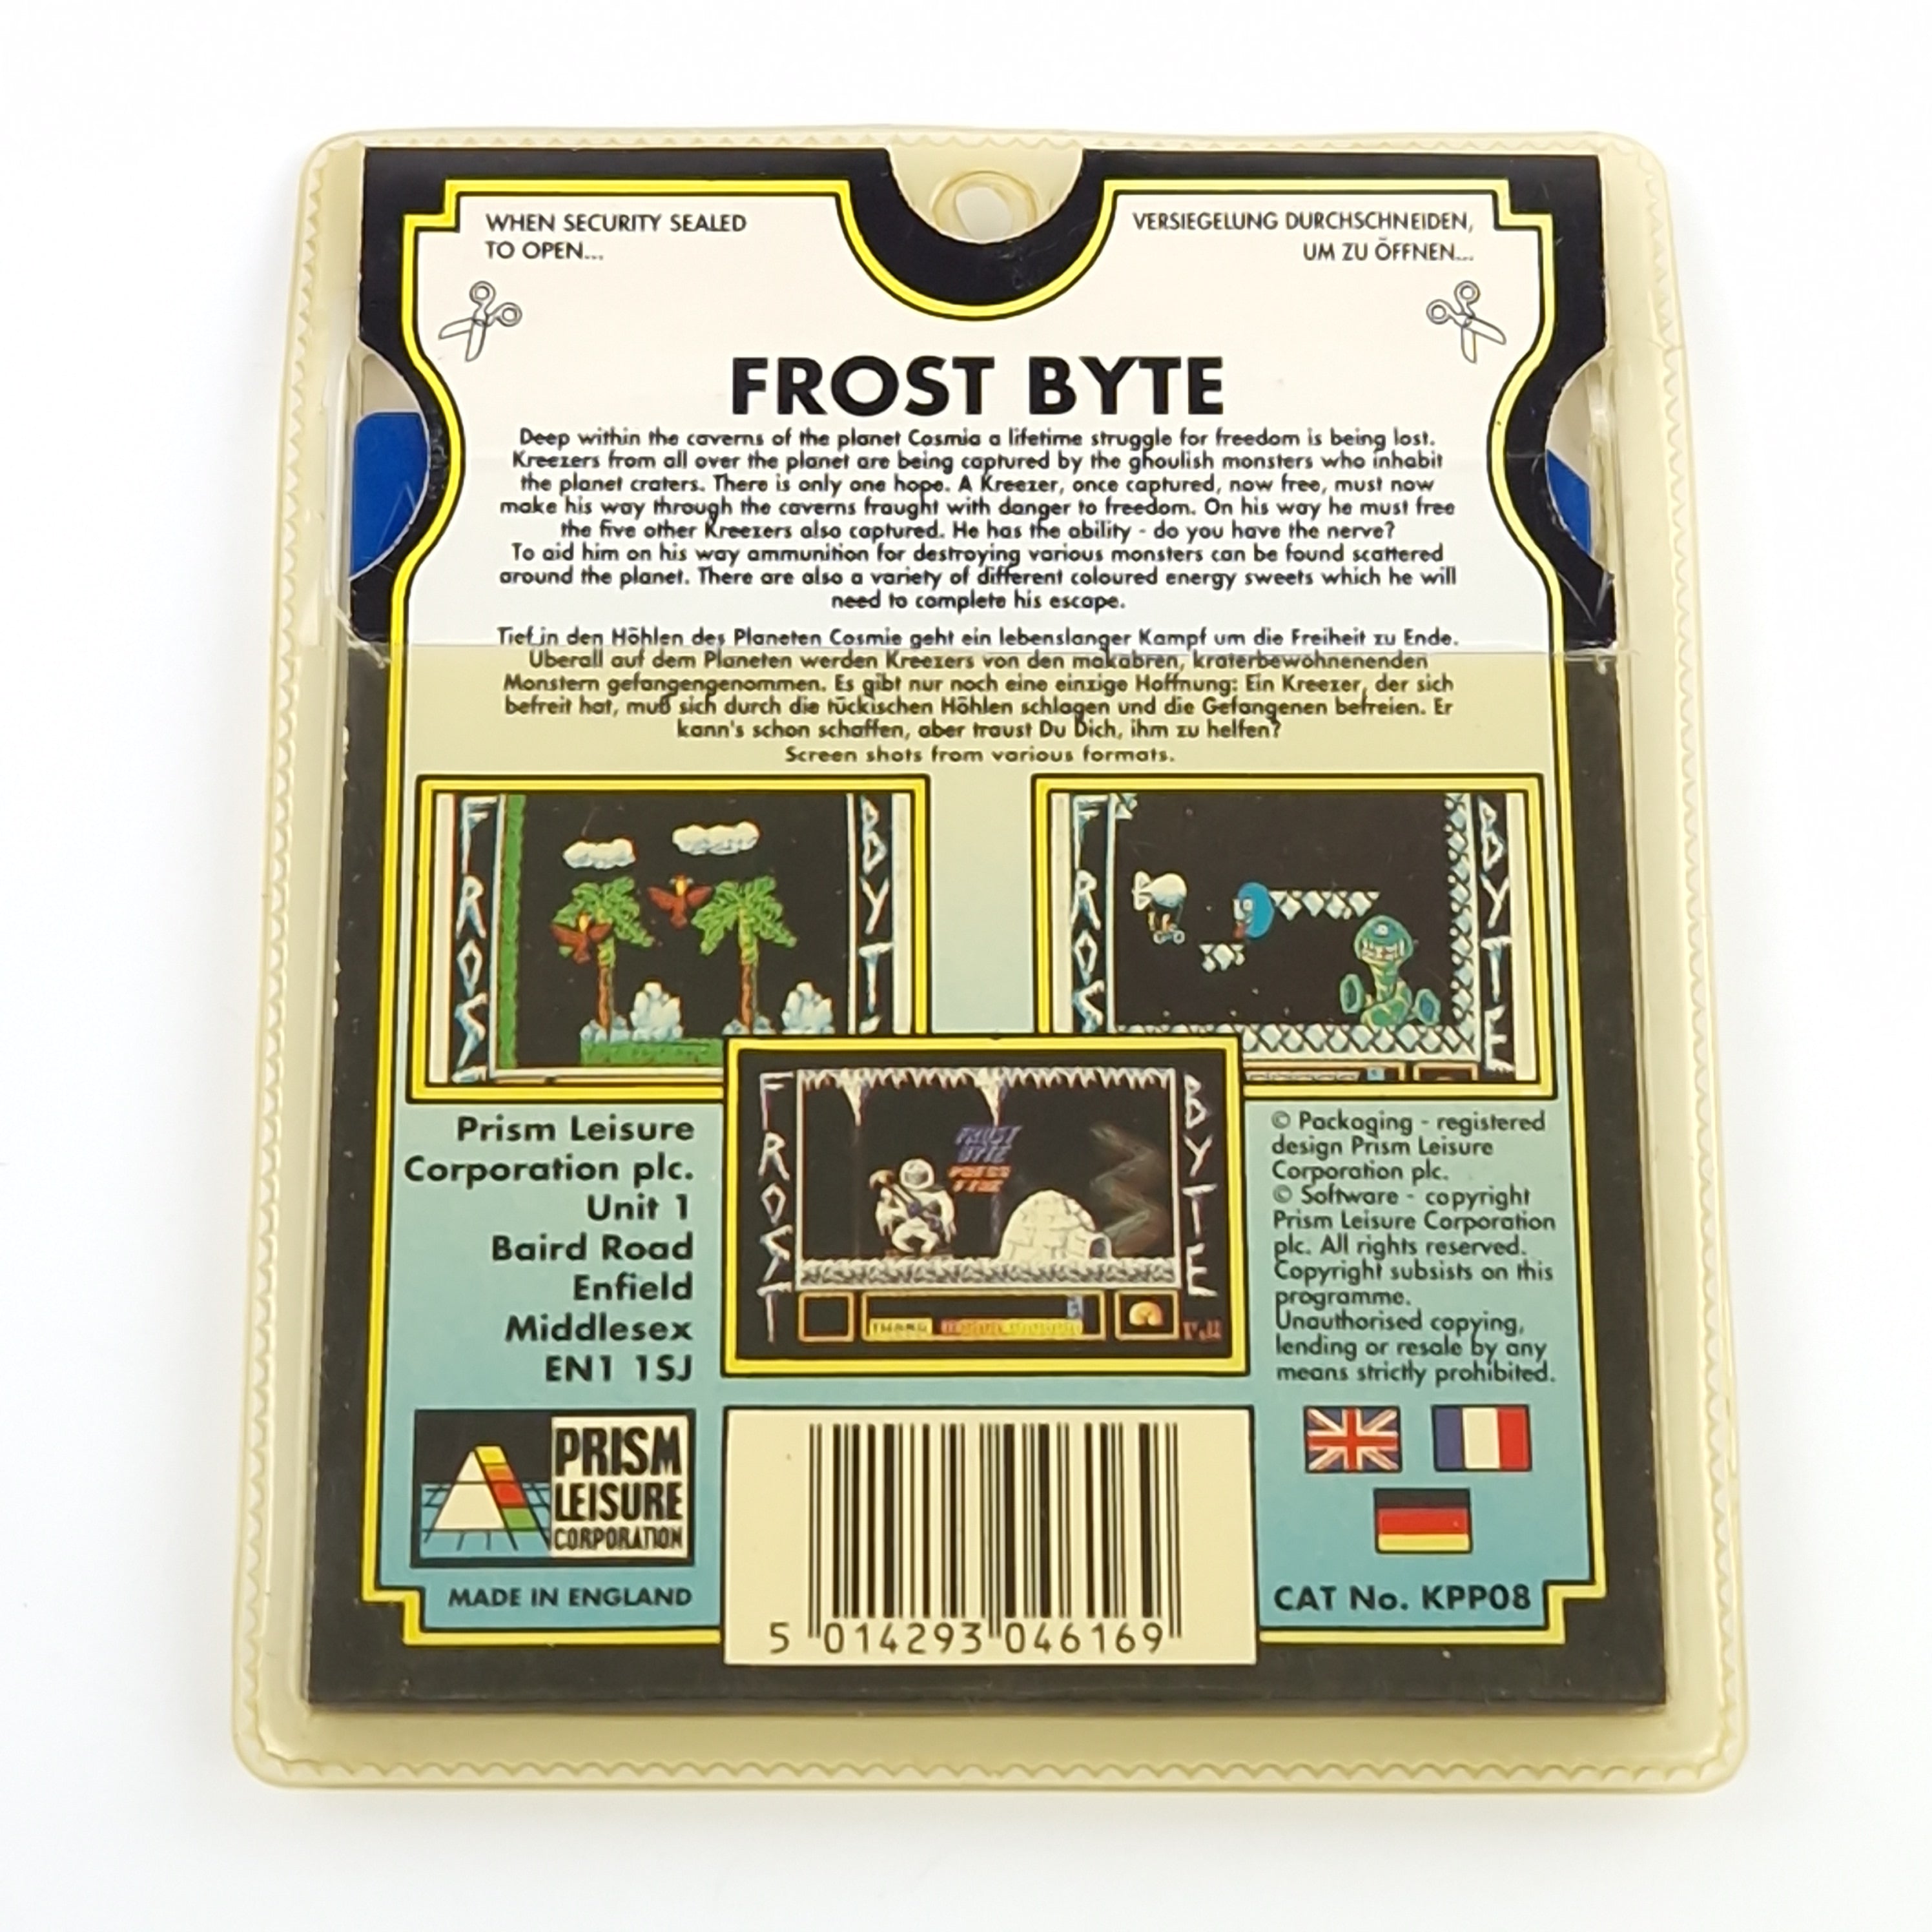 WHEN SECURITY SEALED
TO OPEN...
VERSIEGELUNG DURCHSCHNEIDEN,
UM ZU ÖFFNEN...
FROST BYTE
Deep within the caverns of the planet Cosmia a lifetime struggle for freedom is being lost.
Kreezers from all over the planet are being captured by the ghoulish monsters who inhabit
the planet craters. There is only one hope. A Kreezer, once captured, now free, must now
make his way through the caverns fraught with danger to freedom. On his way he must free
the five other Kreezers also captured. He has the ability - do you have the nerve?
To aid him on his way ammunition for destroying various monsters can be found scattered
around the planet. There are also a variety of different coloured energy sweets which he will
need to complete his escape.
Tief in den Höhlen des Planeten Cosmie geht ein lebenslanger Kampf um die Freiheit zu Ende.
Überall auf dem Planeten werden Kreezers von den makabren, kraterbewohnenenden
Monstern gefangengenommen. Es gibt nur noch eine einzige Hoffnung: Ein Kreezer, der sich
befreit hat, muß sich durch die tückischen Höhlen schlagen und die Gefangenen befreien. Er
kann's schon schaffen, aber traust Du Dich, ihm zu helfen?
Screen shots from various formats.
FROS
BYT
FROS
BYTE
FROST
BYTE
FROST
BYTE
PRESS
FIRE
Prism Leisure
Corporation plc.
Unit 1
Baird Road
Enfield
Middlesex
EN1 1SJ
© Packaging - registered
design Prism Leisure
Corporation plc.
© Software - copyright
Prism Leisure Corporation
plc. All rights reserved.
Copyright subsists on this
programme.
Unauthorised copying,
lending or resale by any
means strictly prohibited.
PRISM
LEISURE
CORPORATION
MADE IN ENGLAND
5 014293 046169
CAT No. KPP08